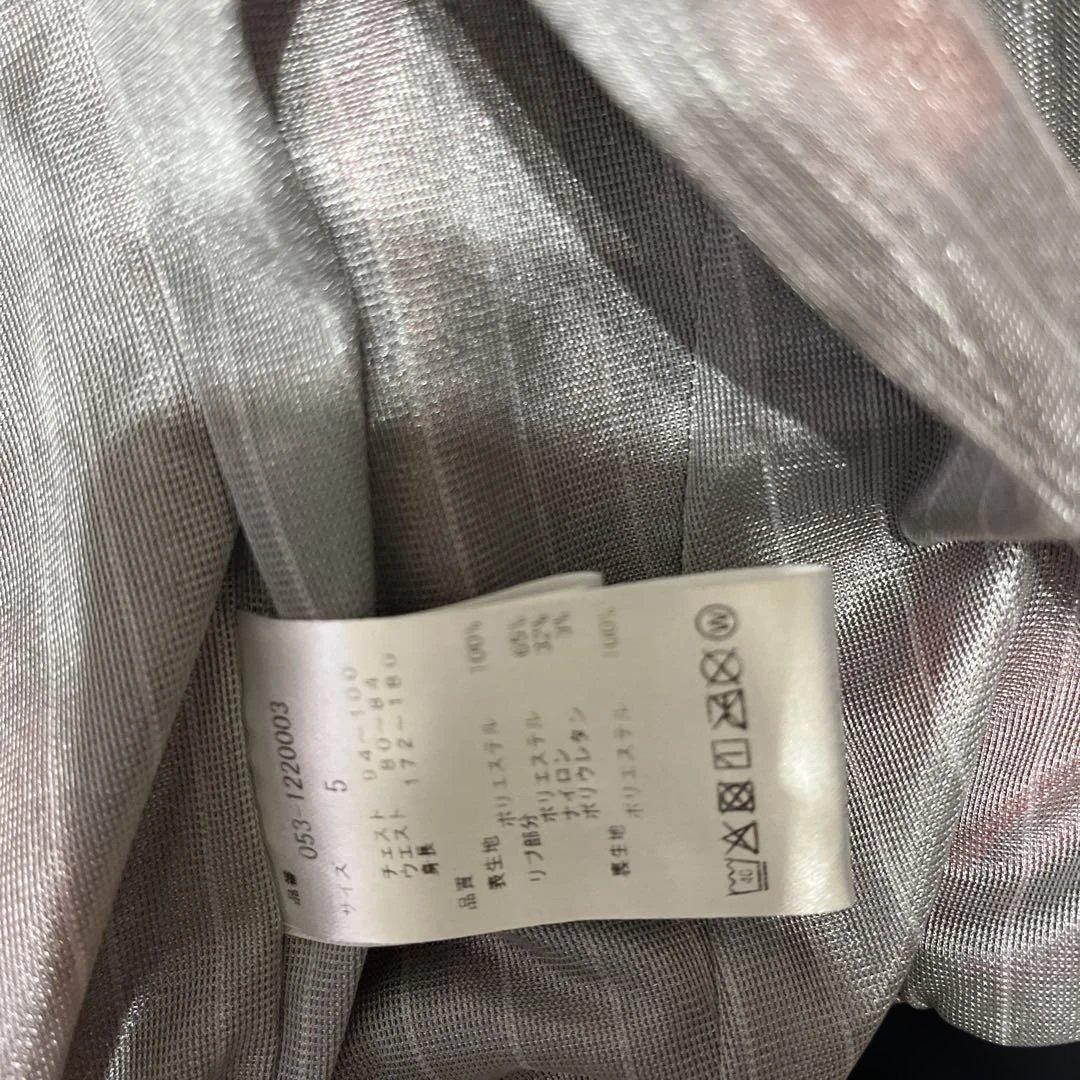 品番 053-1220003
サイズ 5
チェスト 94-100
ウエスト 80-84
身長 172-180
品質
表生地 ポリエステル 100%
リブ部分 ポリエステル 65%
ナイロン 32%
ポリウレタン 3%
裏生地 ポリエステル 100%
40
W